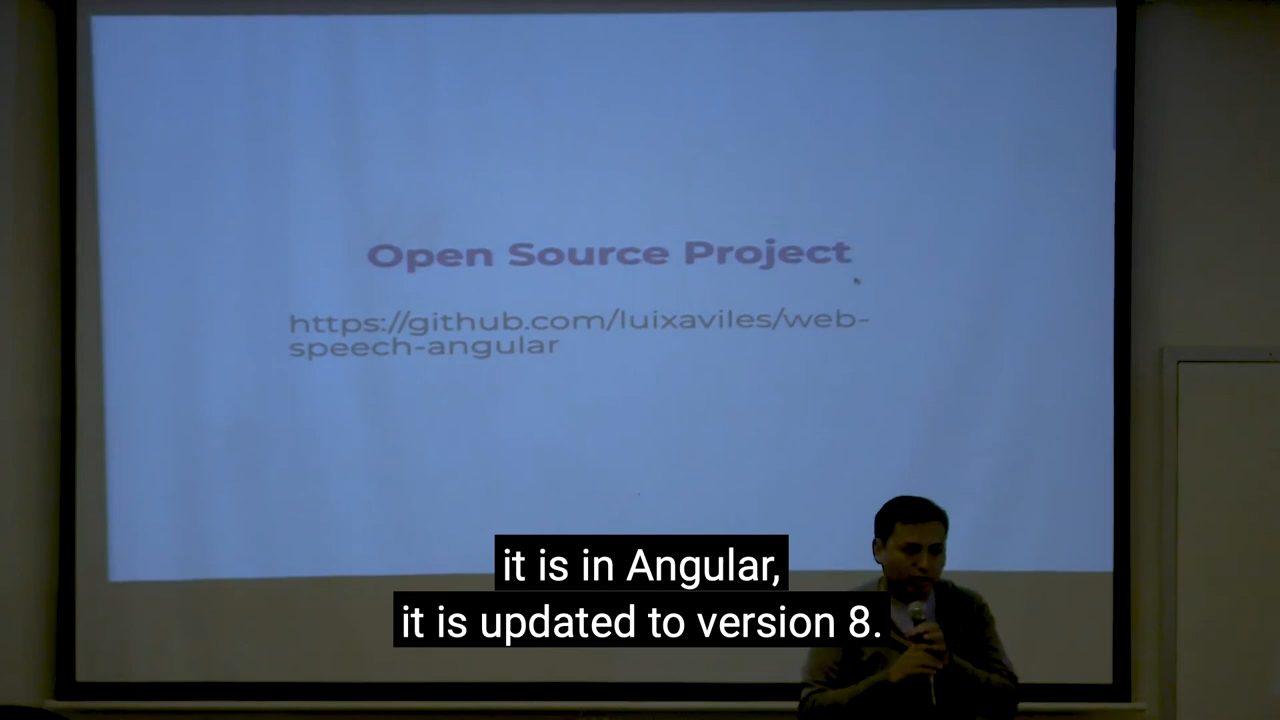 Open Source Project
https://github.com/luixaviles/web-
speech-angular
it is in Angular,
it is updated to version 8.